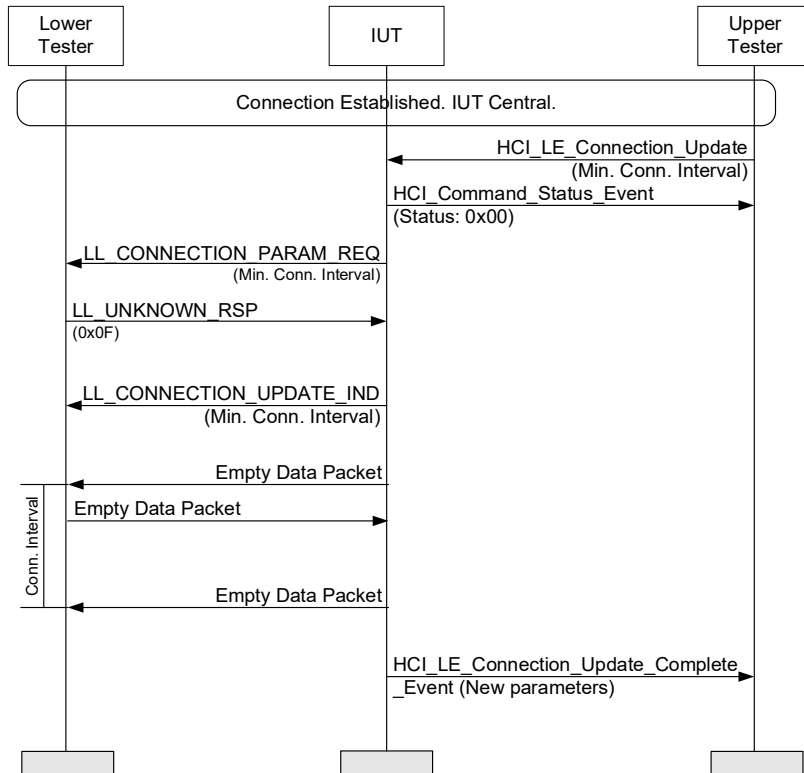 Lower
Tester
IUT
Upper
Tester
Connection Established. IUT Central.
HCI_LE_Connection_Update
(Min. Conn. Interval)
HCI_Command_Status_Event
(Status: 0x00)
LL_CONNECTION_PARAM_REQ
(Min. Conn. Interval)
LL_UNKNOWN_RSP
(0x0F)
LL_CONNECTION_UPDATE_IND
(Min. Conn. Interval)
Empty Data Packet
Conn. Interval
Empty Data Packet
Empty Data Packet
HCI_LE_Connection_Update_Complete
_Event (New parameters)